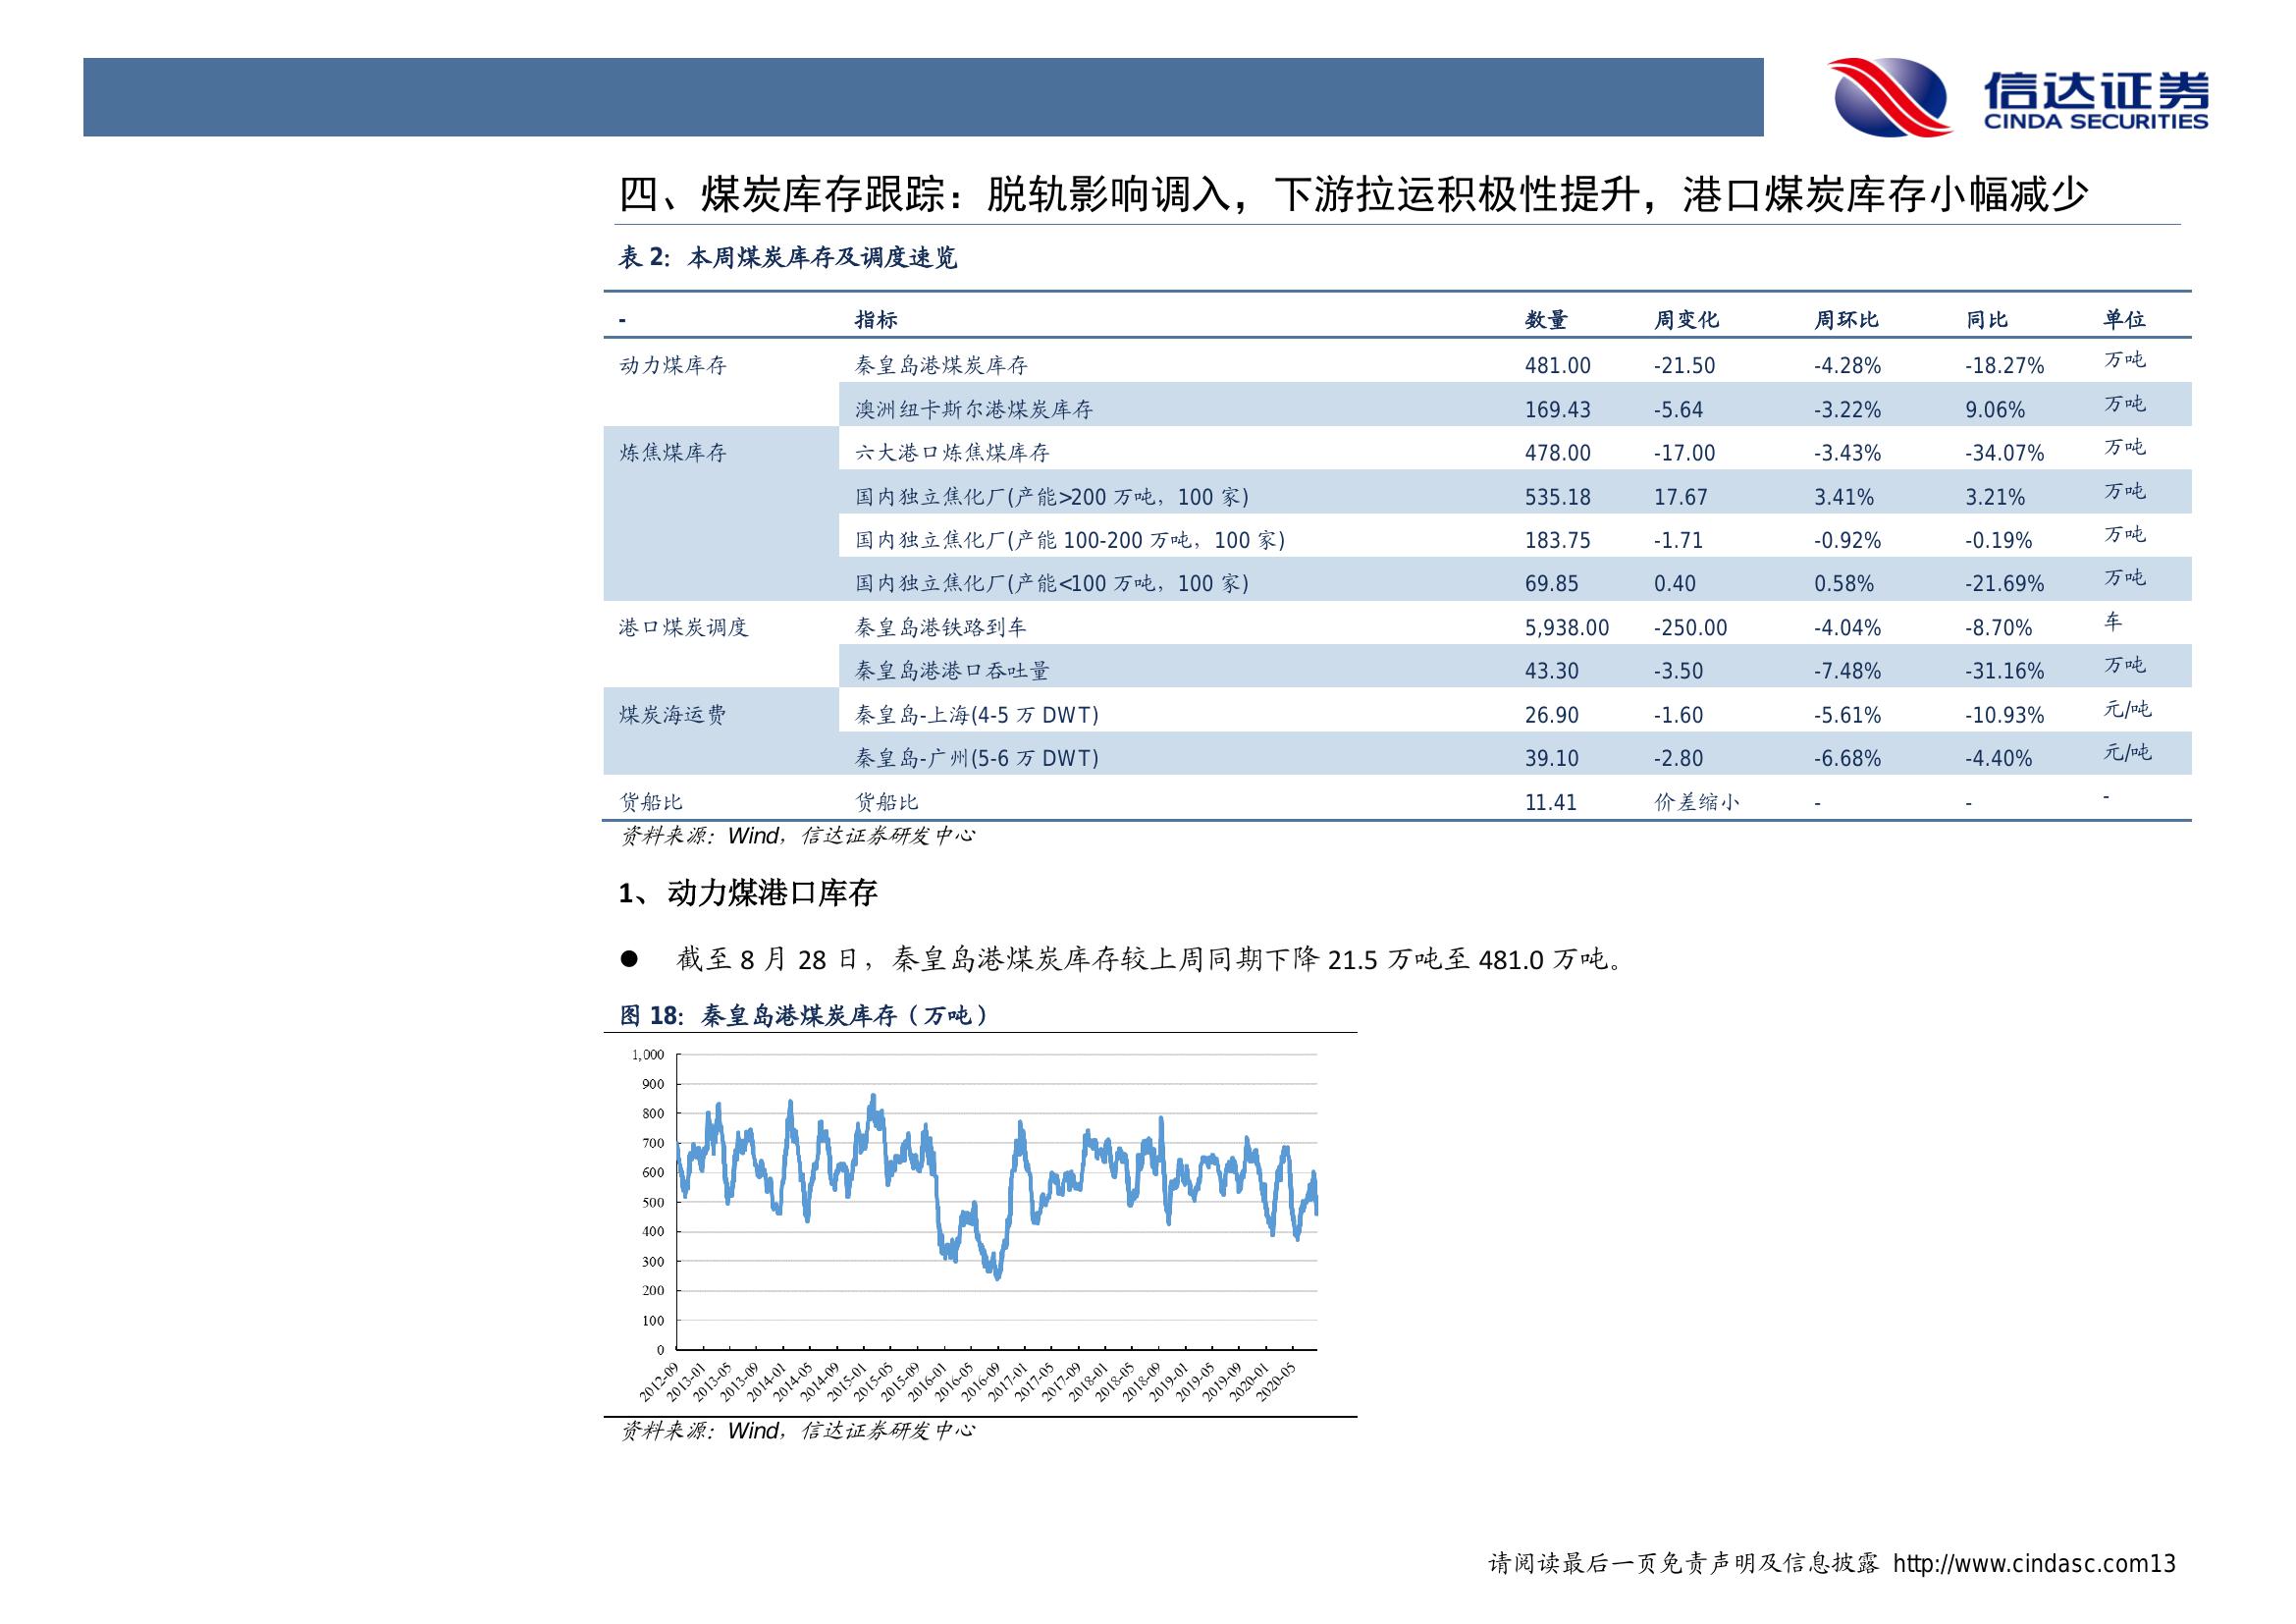 信达证券
CINDA SECURITIES
四、煤炭库存跟踪：脱轨影响调入，下游拉运积极性提升，港口煤炭库存小幅减少
表 2：本周煤炭库存及调度速览
- 指标 数量 周变化 周环比 同比 单位
动力煤库存 秦皇岛港煤炭库存 481.00 -21.50 -4.28% -18.27% 万吨
澳洲纽卡斯尔港煤炭库存 169.43 -5.64 -3.22% 9.06% 万吨
炼焦煤库存 六大港口炼焦煤库存 478.00 -17.00 -3.43% -34.07% 万吨
国内独立焦化厂(产能>200 万吨，100 家) 535.18 17.67 3.41% 3.21% 万吨
国内独立焦化厂(产能 100-200 万吨，100 家) 183.75 -1.71 -0.92% -0.19% 万吨
国内独立焦化厂(产能<100 万吨，100 家) 69.85 0.40 0.58% -21.69% 万吨
港口煤炭调度 秦皇岛港铁路到车 5,938.00 -250.00 -4.04% -8.70% 车
秦皇岛港港口吞吐量 43.30 -3.50 -7.48% -31.16% 万吨
煤炭海运费 秦皇岛-上海(4-5 万 DWT) 26.90 -1.60 -5.61% -10.93% 元/吨
秦皇岛-广州(5-6 万 DWT) 39.10 -2.80 -6.68% -4.40% 元/吨
货船比 货船比 11.41 价差缩小 - - -
资料来源：Wind，信达证券研发中心
1、动力煤港口库存
● 截至 8 月 28 日，秦皇岛港煤炭库存较上周同期下降 21.5 万吨至 481.0 万吨。
图 18：秦皇岛港煤炭库存（万吨）
1,000
900
800
700
600
500
400
300
200
100
0
2012-09 2013-01 2013-05 2013-09 2014-01 2014-05 2014-09 2015-01 2015-05 2015-09 2016-01 2016-05 2016-09 2017-01 2017-05 2017-09 2018-01 2018-05 2018-09 2019-01 2019-05 2019-09 2020-01 2020-05
资料来源：Wind，信达证券研发中心
请阅读最后一页免责声明及信息披露 http://www.cindasc.com13